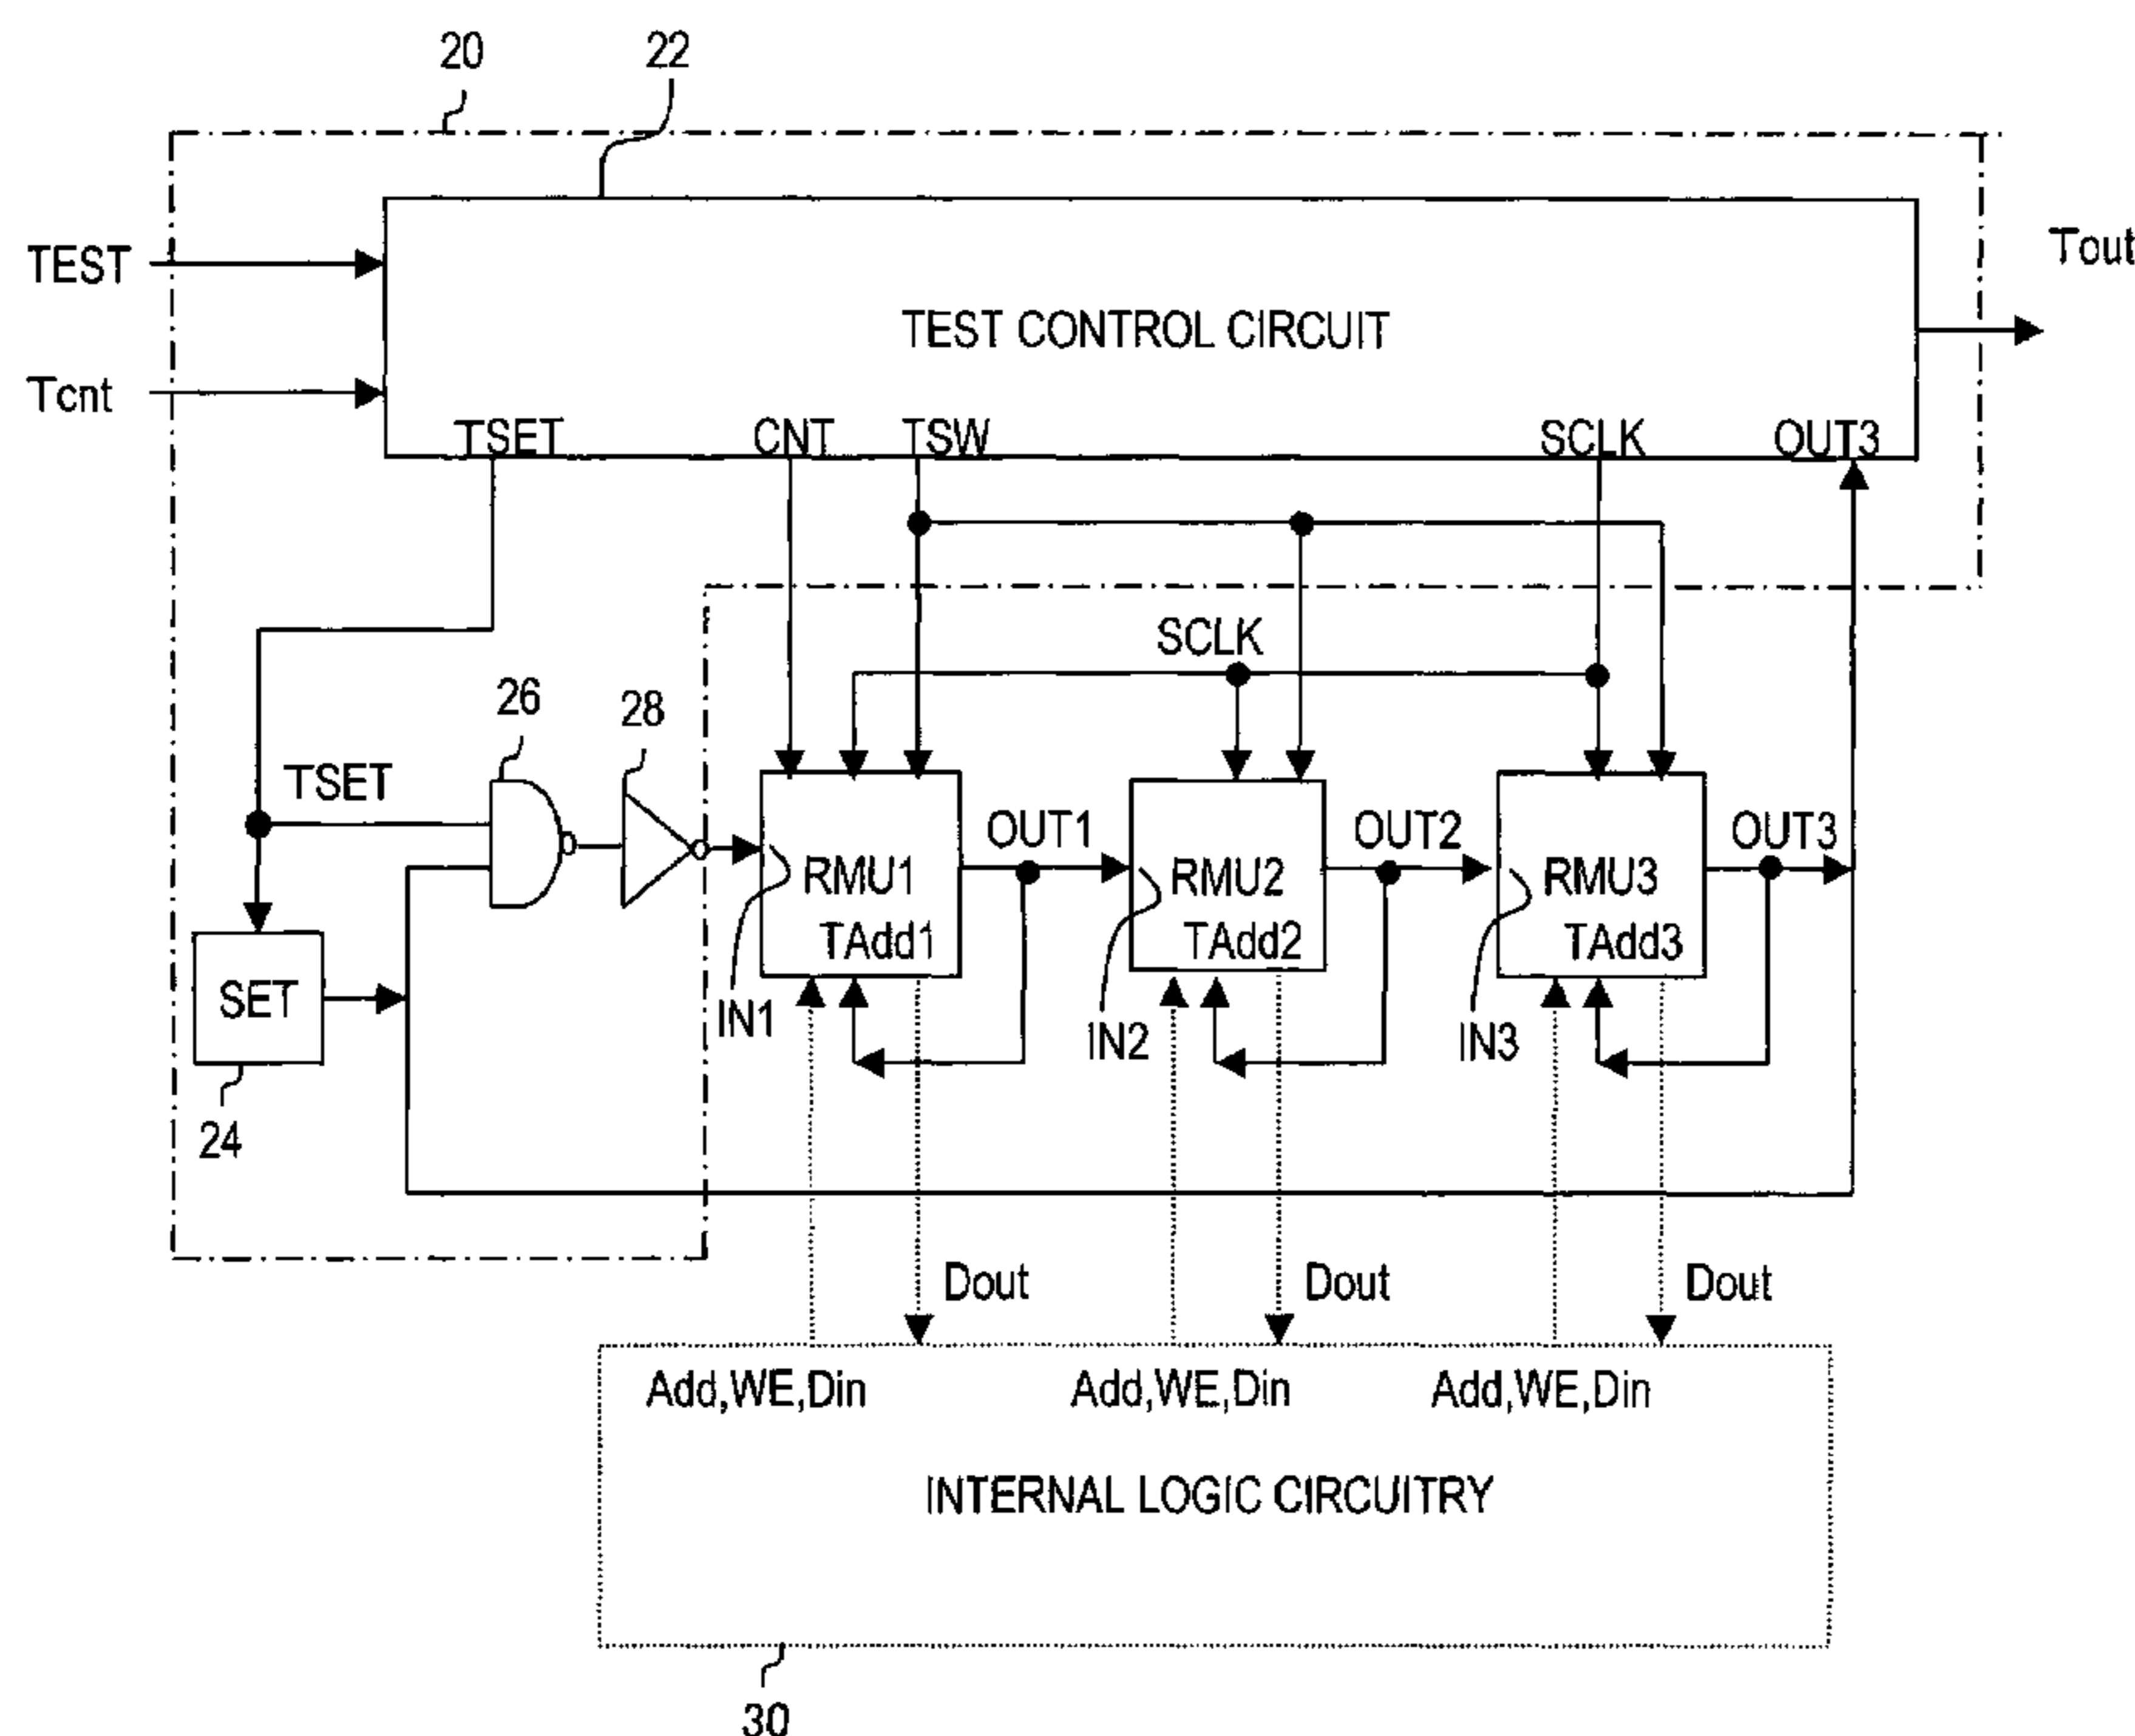 20 22
TEST
Tout
TEST CONTROL CIRCUIT
Tcnt
TSET CNT TSW SCLK OUT3
SCLK
26 28
TSET
OUT1 OUT2 OUT3
RMU1 RMU2 RMU3
TAdd1 TAdd2 TAdd3
SET
IN1 IN2 IN3
24
Dout Dout Dout
Add,WE,Din Add,WE,Din Add,WE,Din
INTERNAL LOGIC CIRCUITRY
30